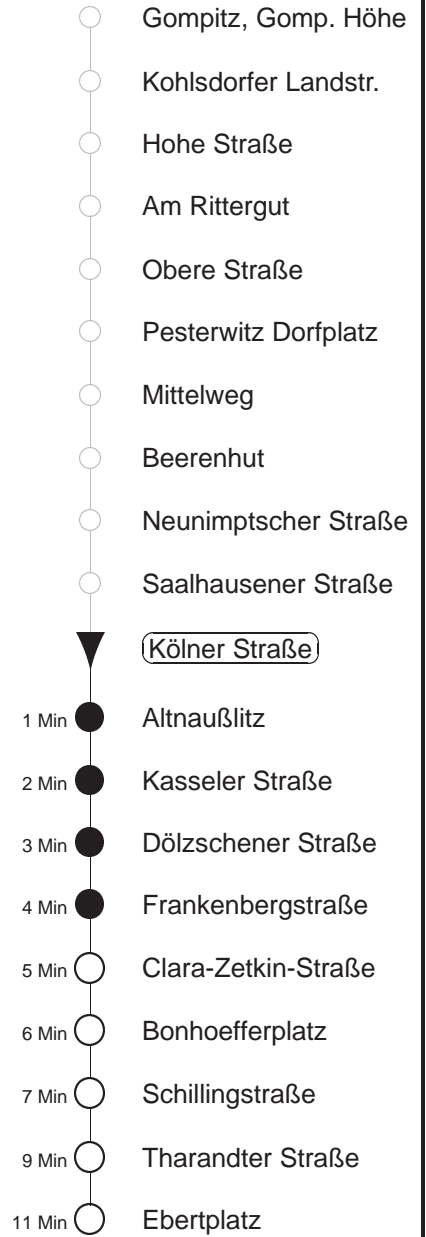 Gompitz, Gomp. Höhe
Kohlsdorfer Landstr.
Hohe Straße
Am Rittergut
Obere Straße
Pesterwitz Dorfplatz
Mittelweg
Beerenhut
Neunimptscher Straße
Saalhausener Straße
Kölner Straße
1 Min Altnaußlitz
2 Min Kasseler Straße
3 Min Dölzschener Straße
4 Min Frankenbergstraße
5 Min Clara-Zetkin-Straße
6 Min Bonhoefferplatz
7 Min Schillingstraße
9 Min Tharandter Straße
11 Min Ebertplatz